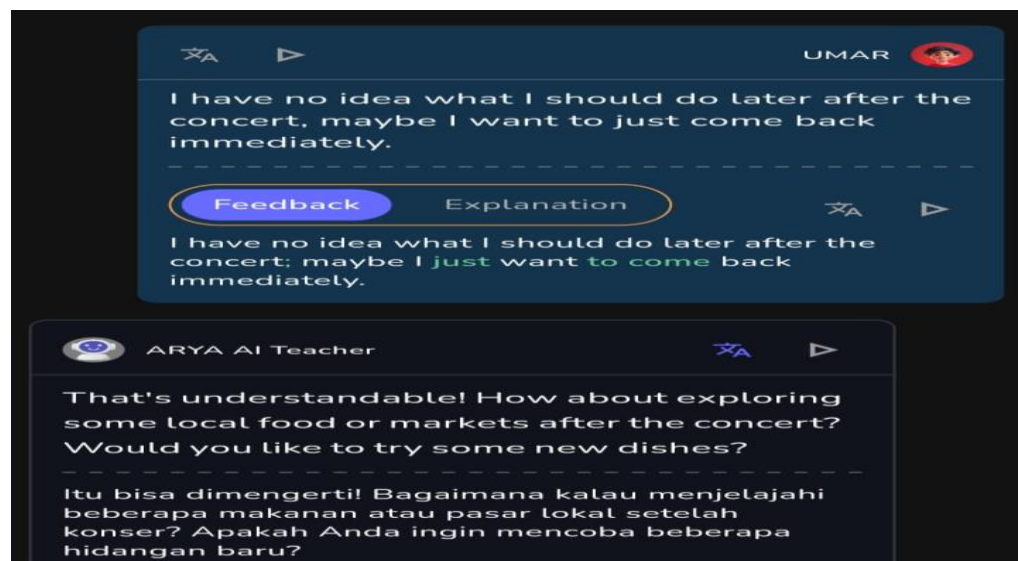 UMAR
I have no idea what I should do later after the
concert, maybe I want to just come back
immediately.
Feedback Explanation
I have no idea what I should do later after the
concert; maybe I just want to come back
immediately.
ARYA AI Teacher
That's understandable! How about exploring
some local food or markets after the concert?
Would you like to try some new dishes?
Itu bisa dimengerti! Bagaimana kalau menjelajahi
beberapa makanan atau pasar lokal setelah
konser? Apakah Anda ingin mencoba beberapa
hidangan baru?